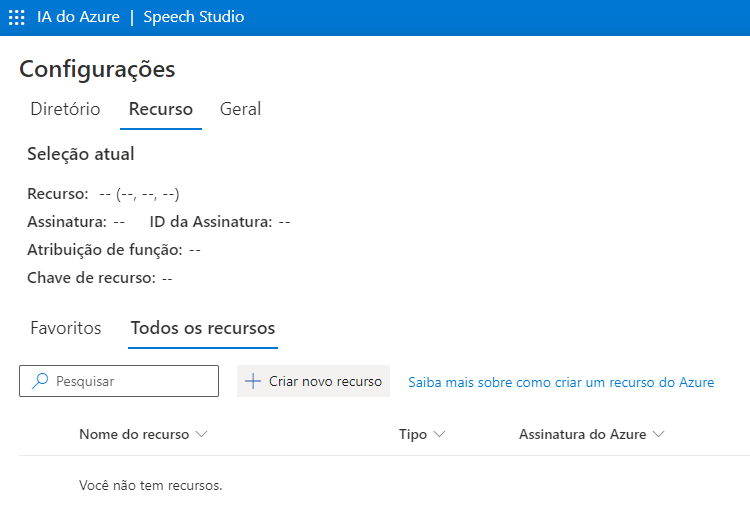 IA do Azure | Speech Studio
Configurações
Diretório Recurso Geral
Seleção atual
Recurso: -- (--, --, --)
Assinatura: -- ID da Assinatura: --
Atribuição de função: --
Chave de recurso: --
Favoritos Todos os recursos
Pesquisar Criar novo recurso Saiba mais sobre como criar um recurso do Azure
Nome do recurso Tipo Assinatura do Azure
Você não tem recursos.